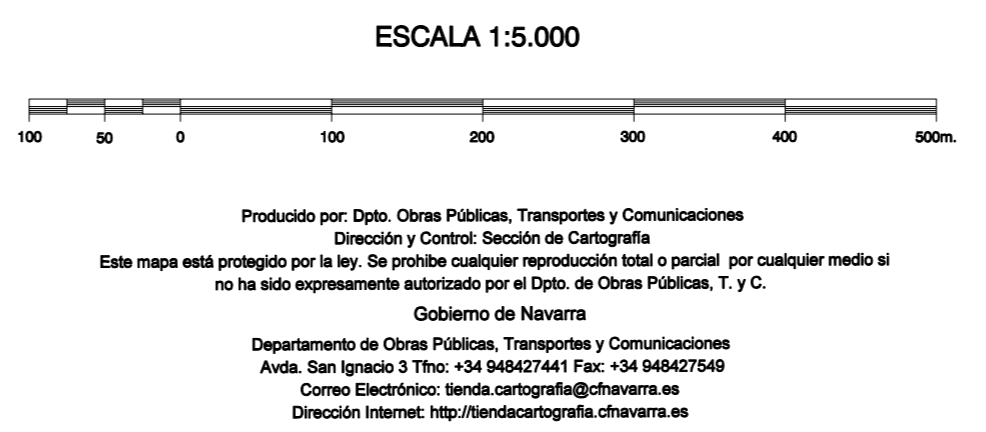 ESCALA 1:5.000
100 50 0 100 200 300 400 500m.
Producido por: Dpto. Obras Públicas, Transportes y Comunicaciones
Dirección y Control: Sección de Cartografía
Este mapa está protegido por la ley. Se prohibe cualquier reproducción total o parcial por cualquier medio si
no ha sido expresamente autorizado por el Dpto. de Obras Públicas, T. y C.
Gobierno de Navarra
Departamento de Obras Públicas, Transportes y Comunicaciones
Avda. San Ignacio 3 Tfno: +34 948427441 Fax: +34 948427549
Correo Electrónico: tienda.cartografia@cfnavarra.es
Dirección Internet: http://tiendacartografia.cfnavarra.es